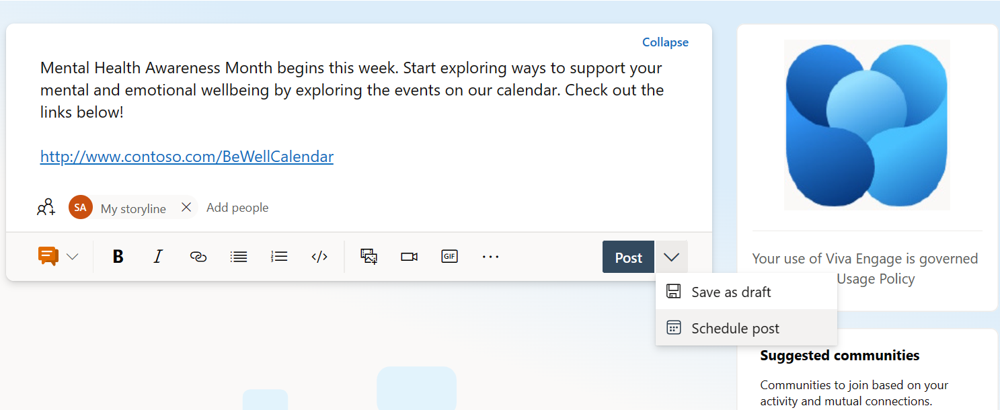 Collapse
Mental Health Awareness Month begins this week. Start exploring ways to support your
mental and emotional wellbeing by exploring the events on our calendar. Check out the
links below!
http://www.contoso.com/BeWellCalendar
SA My storyline Add people
B I GIF Post
Save as draft
Schedule post
Your use of Viva Engage is governed
Usage Policy
Suggested communities
Communities to join based on your
activity and mutual connections.